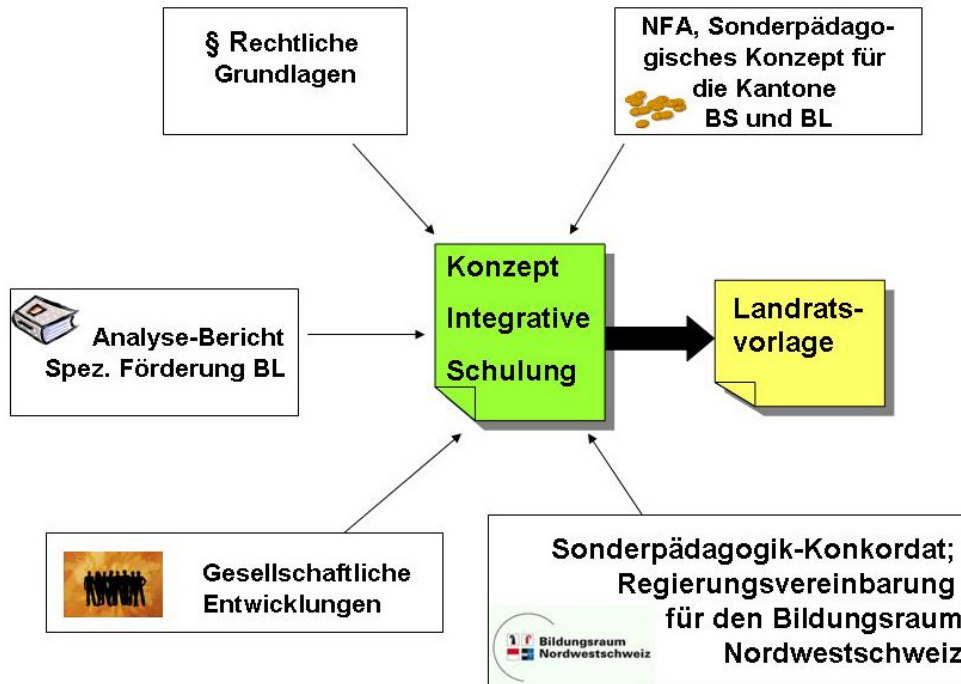 § Rechtliche
Grundlagen
NFA, Sonderpädago-
gisches Konzept für
die Kantone
BS und BL
Analyse-Bericht
Spez. Förderung BL
Konzept
Integrative
Schulung
Landrats-
vorlage
Gesellschaftliche
Entwicklungen
Sonderpädagogik-Konkordat;
Regierungsvereinbarung
für den Bildungsraum
Nordwestschweiz
Bildungsraum
Nordwestschweiz